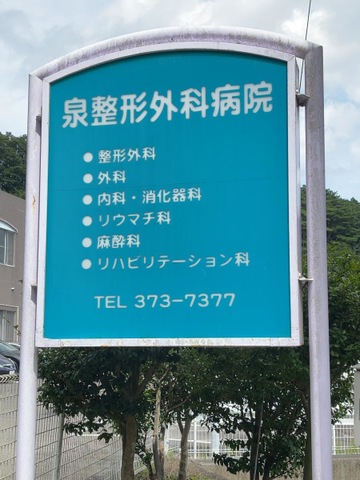 泉整形外科病院
● 整形外科
● 外科
● 内科・消化器科
● リウマチ科
● 麻酔科
● リハビリテーション科
TEL 373-7377